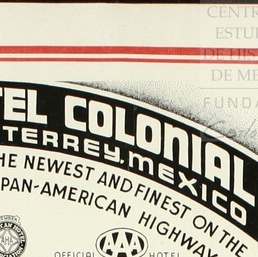 CENTR
ESTU
DE HIS
DE MÉ
FUNDA
TEL COLONIAL
TERREY, MEXICO
HE NEWEST AND FINEST ON THE
PAN-AMERICAN HIGHWAY
OFFICIAL AAA HOTEL